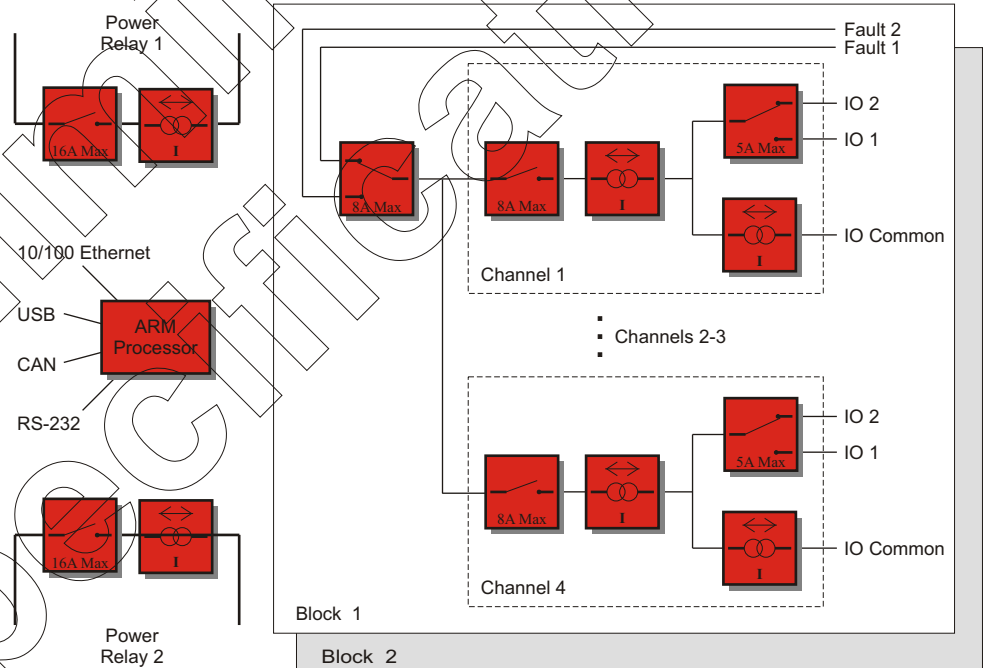 Power
Relay 1
16A Max
I
10/100 Ethernet
USB
CAN
RS-232
ARM
Processor
16A Max
I
Power
Relay 2
Fault 2
Fault 1
8A Max
8A Max
I
5A Max
IO 2
IO 1
I
IO Common
Channel 1
Channels 2-3
8A Max
I
5A Max
IO 2
IO 1
I
IO Common
Channel 4
Block 1
Block 2